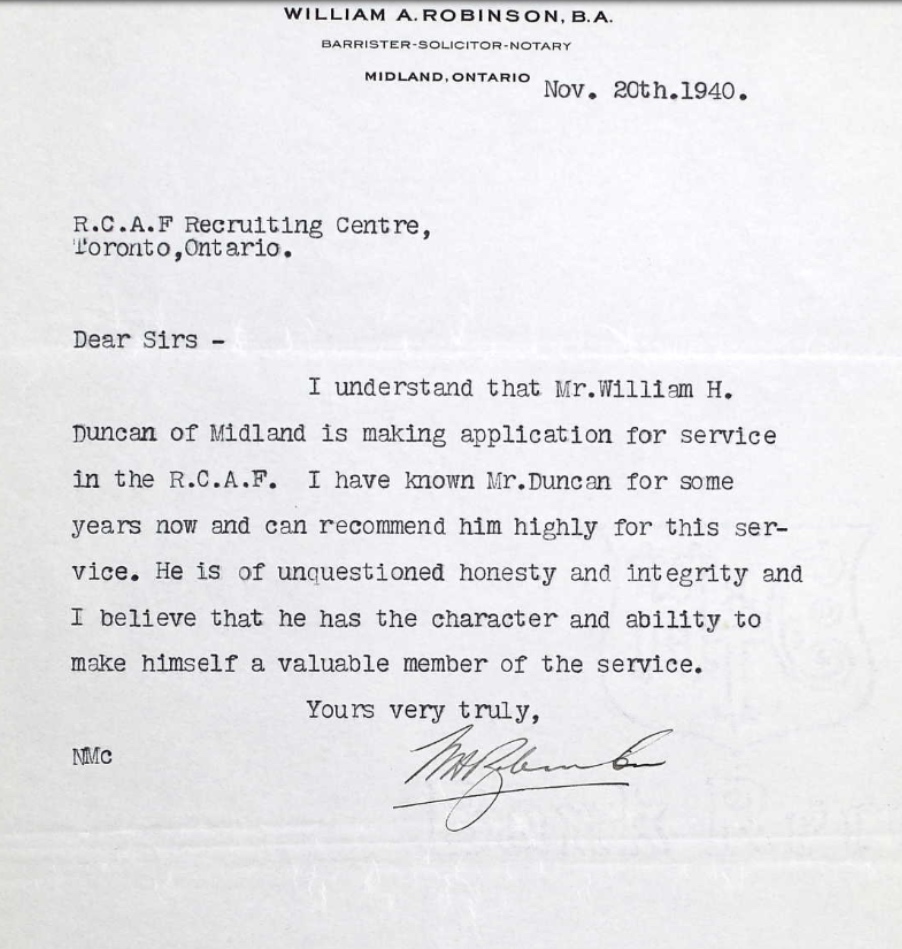 WILLIAM A. ROBINSON, B.A.
BARRISTER-SOLICITOR-NOTARY
MIDLAND, ONTARIO
Nov. 20th.1940.
R.C.A.F Recruiting Centre,
Toronto,Ontario.
Dear Sirs -
I understand that Mr.William H.
Duncan of Midland is making application for service
in the R.C.A.F. I have known Mr.Duncan for some
years now and can recommend him highly for this ser-
vice. He is of unquestioned honesty and integrity and
I believe that he has the character and ability to
make himself a valuable member of the service.
Yours very truly,
NMc
WARobinson